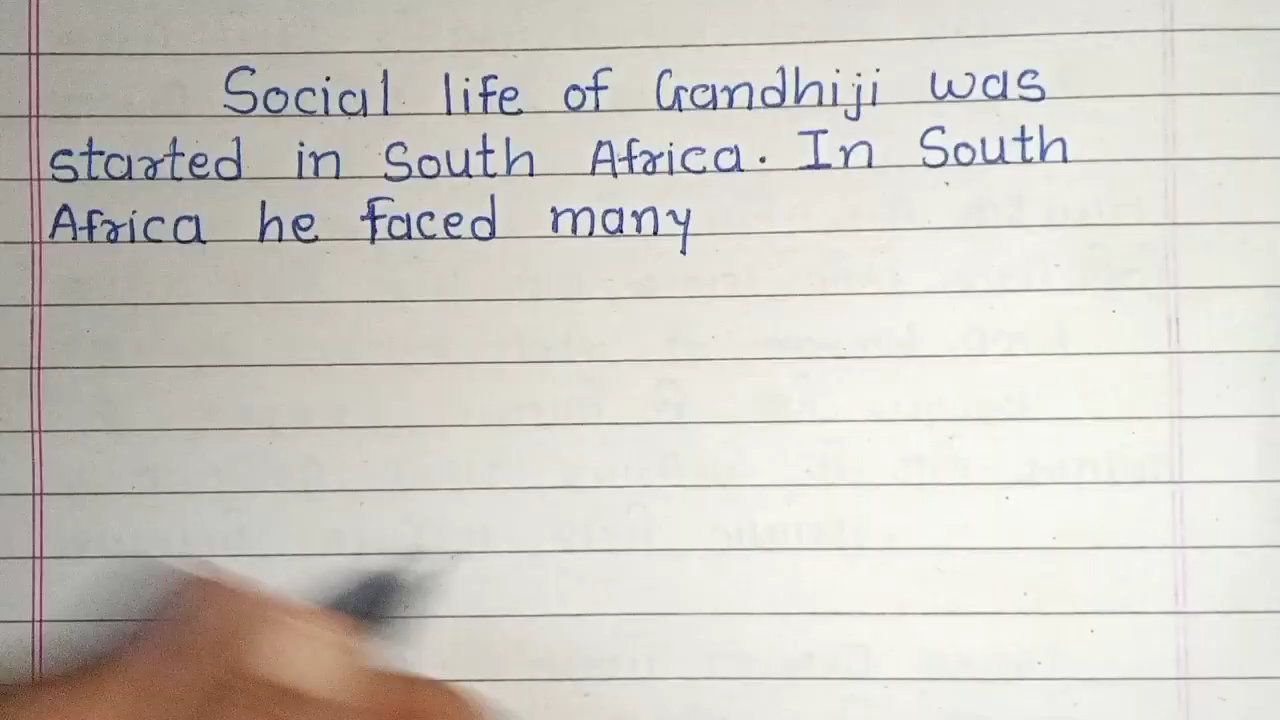 Social life of Gandhiji was
started in South Africa. In South
Africa he faced many